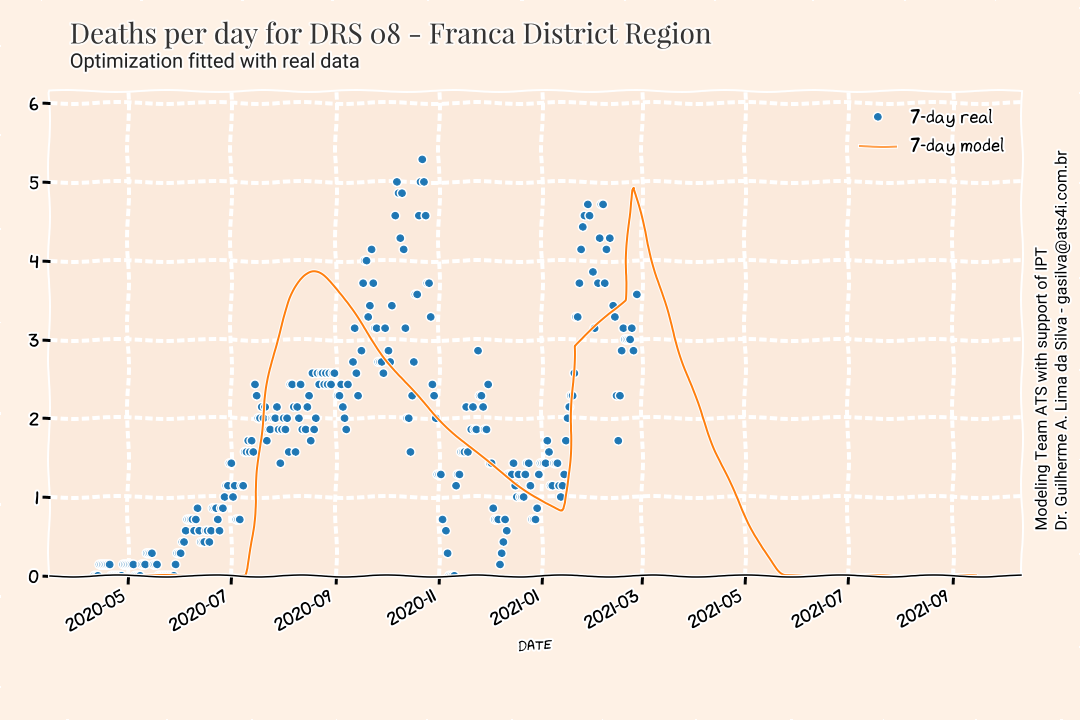 Deaths per day for DRS 08 - Franca District Region
Optimization fitted with real data
7-day real
7-day model
6
5
4
3
2
1
0
2020-05
2020-07
2020-09
2020-11
2021-01
2021-03
2021-05
2021-07
2021-09
DATE
Modeling Team ATS with support of IPT
Dr. Guilherme A. Lima da Silva - gasilva@ats4i.com.br